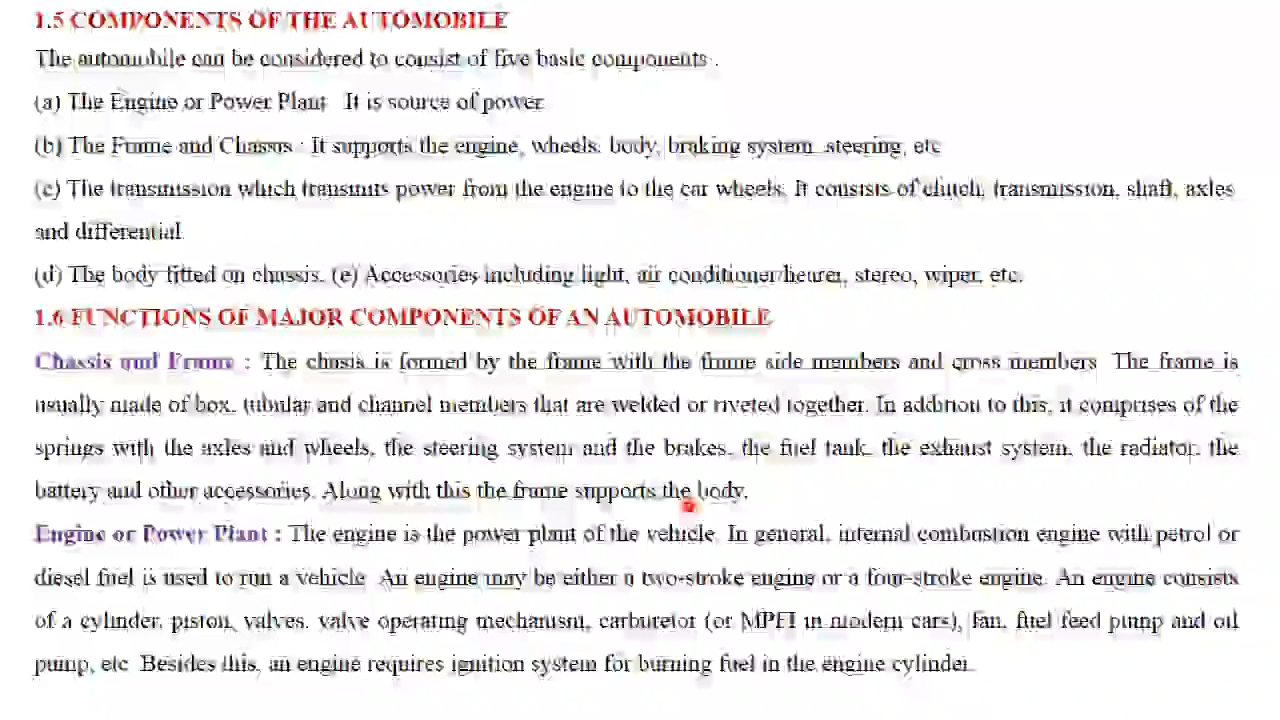 1.5 COMPONENTS OF THE AUTOMOBILE
The automobile can be considered to consist of five basic components .
(a) The Engine or Power Plant It is source of power
(b) The Frame and Chassis : It supports the engine, wheels, body, braking system, steering, etc
(c) The transmission which transmits power from the engine to the car wheels. It consists of clutch, transmission, shaft, axles
and differential
(d) The body fitted on chassis. (e) Accessories including light, air conditioner/heater, stereo, wiper, etc.
1.6 FUNCTIONS OF MAJOR COMPONENTS OF AN AUTOMOBILE
Chassis and Frame : The chasis is formed by the frame with the frame side members and cross members The frame is
usually made of box, tubular and channel members that are welded or riveted together. In addition to this, it comprises of the
springs with the axles and wheels, the steering system and the brakes, the fuel tank, the exhaust system, the radiator, the
battery and other accessories. Along with this the frame supports the body.
Engine or Power Plant : The engine is the power plant of the vehicle. In general, internal combustion engine with petrol or
diesel fuel is used to run a vehicle An engine may be either a two-stroke engine or a four-stroke engine. An engine consists
of a cylinder, piston, valves, valve operating mechanism, carburetor (or MPFI in modern cars), fan, fuel feed pump and oil
pump, etc Besides this, an engine requires ignition system for burning fuel in the engine cylinder.